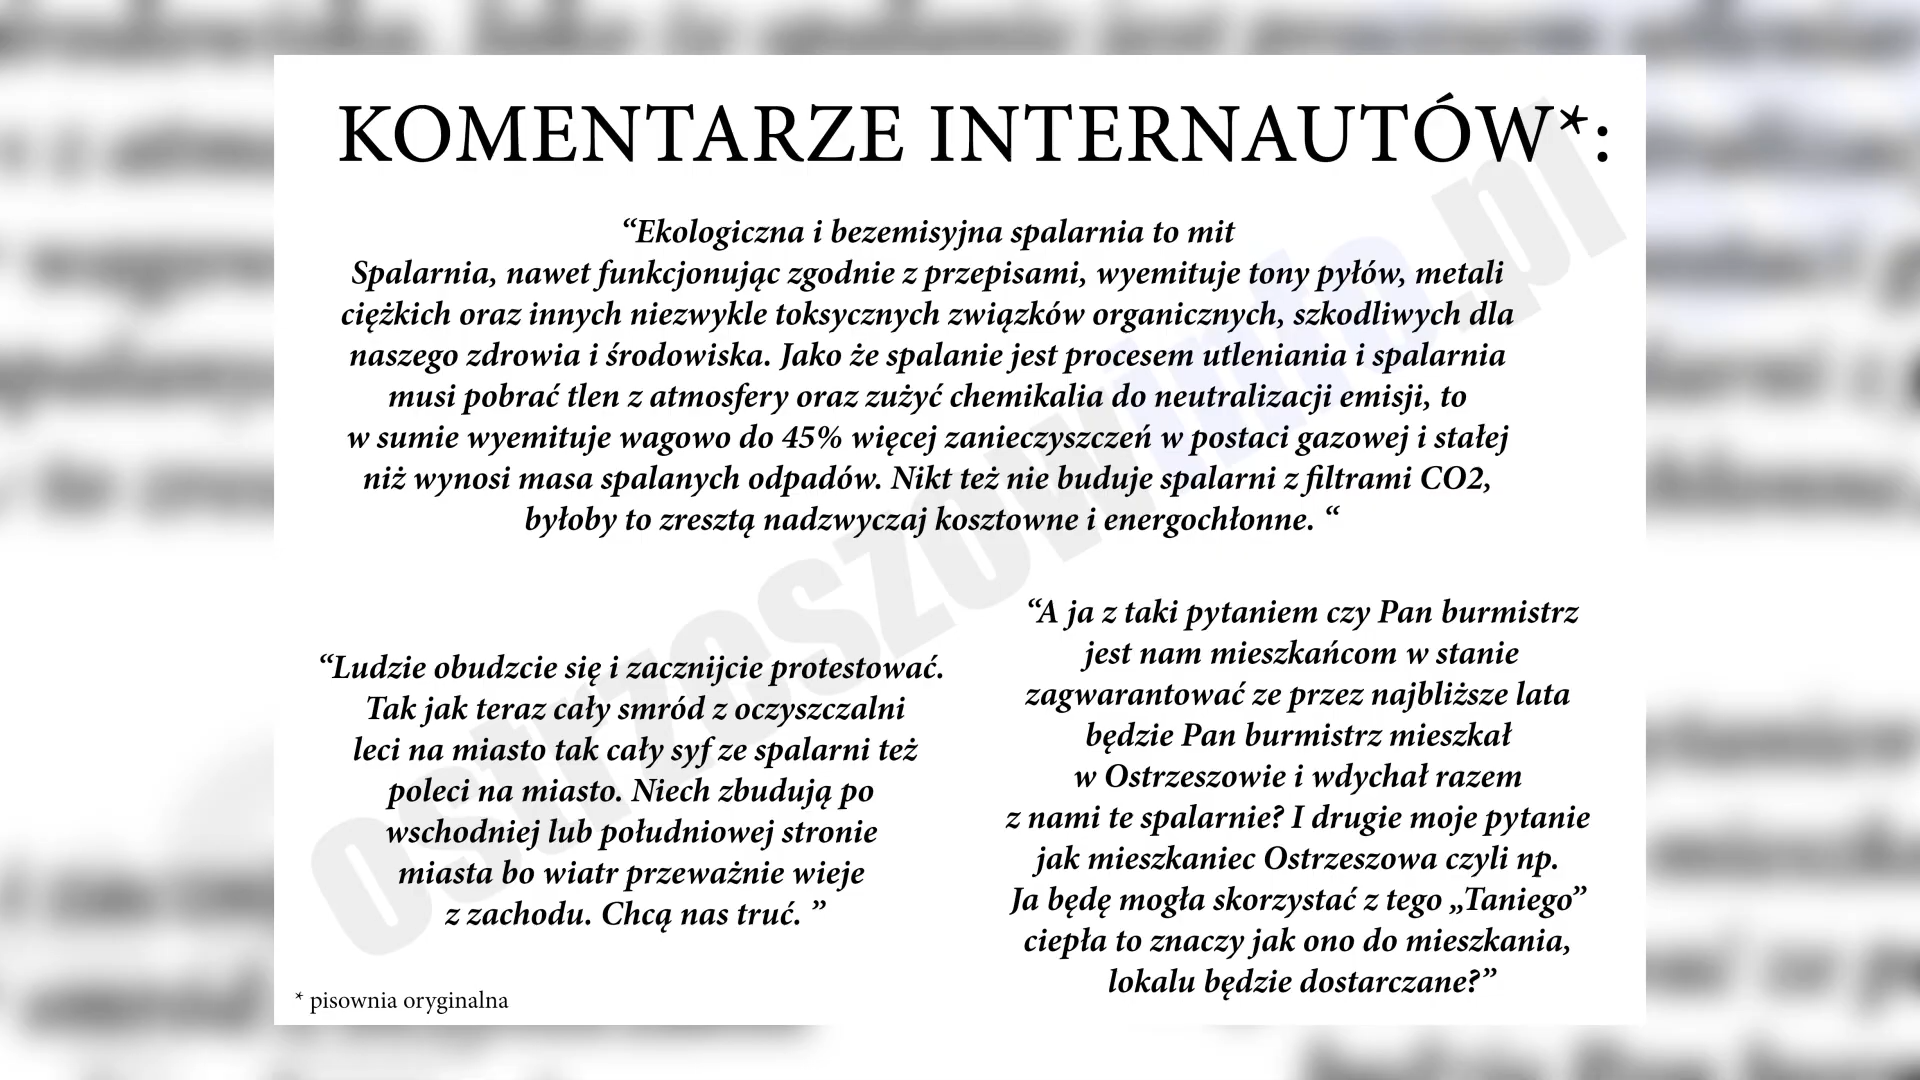 KOMENTARZE INTERNAUTÓW*:
“Ekologiczna i bezemisyjna spalarnia to mit
Spalarnia, nawet funkcjonując zgodnie z przepisami, wyemituje tony pyłów, metali
ciężkich oraz innych niezwykle toksycznych związków organicznych, szkodliwych dla
naszego zdrowia i środowiska. Jako że spalanie jest procesem utleniania i spalarnia
musi pobrać tlen z atmosfery oraz zużyć chemikalia do neutralizacji emisji, to
w sumie wyemituje wagowo do 45% więcej zanieczyszczeń w postaci gazowej i stałej
niż wynosi masa spalanych odpadów. Nikt też nie buduje spalarni z filtrami CO2,
byłoby to zresztą nadzwyczaj kosztowne i energochłonne. “
“Ludzie obudzcie się i zacznijcie protestować.
Tak jak teraz cały smród z oczyszczalni
leci na miasto tak cały syf ze spalarni też
poleci na miasto. Niech zbudują po
wschodniej lub południowej stronie
miasta bo wiatr przeważnie wieje
z zachodu. Chcą nas truć. ”
“A ja z taki pytaniem czy Pan burmistrz
jest nam mieszkańcom w stanie
zagwarantować ze przez najbliższe lata
będzie Pan burmistrz mieszkał
w Ostrzeszowie i wdychał razem
z nami te spalarnie? I drugie moje pytanie
jak mieszkaniec Ostrzeszowa czyli np.
Ja będę mogła skorzystać z tego „Taniego”
ciepła to znaczy jak ono do mieszkania,
lokalu będzie dostarczane?”
* pisownia oryginalna
ostrzeszowinfo.pl